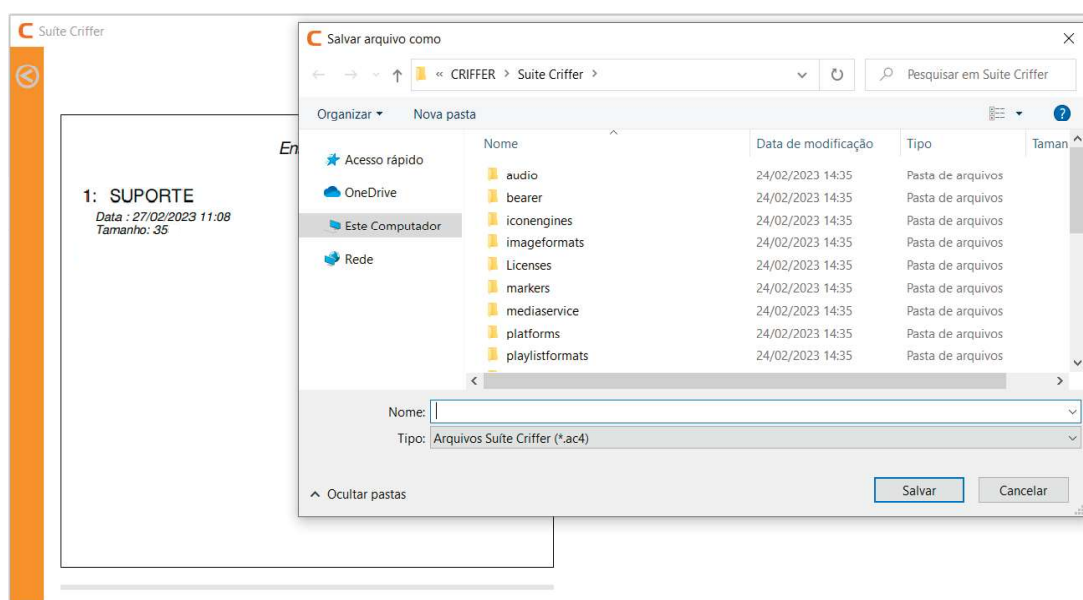 Suíte Criffer
Salvar arquivo como
« CRIFFER > Suite Criffer >
Pesquisar em Suite Criffer
Organizar
Nova pasta
En
1: SUPORTE
Data : 27/02/2023 11:08
Tamanho: 35
Acesso rápido
OneDrive
Este Computador
Rede
Nome Data de modificação Tipo Taman
audio 24/02/2023 14:35 Pasta de arquivos
bearer 24/02/2023 14:35 Pasta de arquivos
iconengines 24/02/2023 14:35 Pasta de arquivos
imageformats 24/02/2023 14:35 Pasta de arquivos
Licenses 24/02/2023 14:35 Pasta de arquivos
markers 24/02/2023 14:35 Pasta de arquivos
mediaservice 24/02/2023 14:35 Pasta de arquivos
platforms 24/02/2023 14:35 Pasta de arquivos
playlistformats 24/02/2023 14:35 Pasta de arquivos
Nome:
Tipo: Arquivos Suíte Criffer (*.ac4)
Ocultar pastas
Salvar
Cancelar